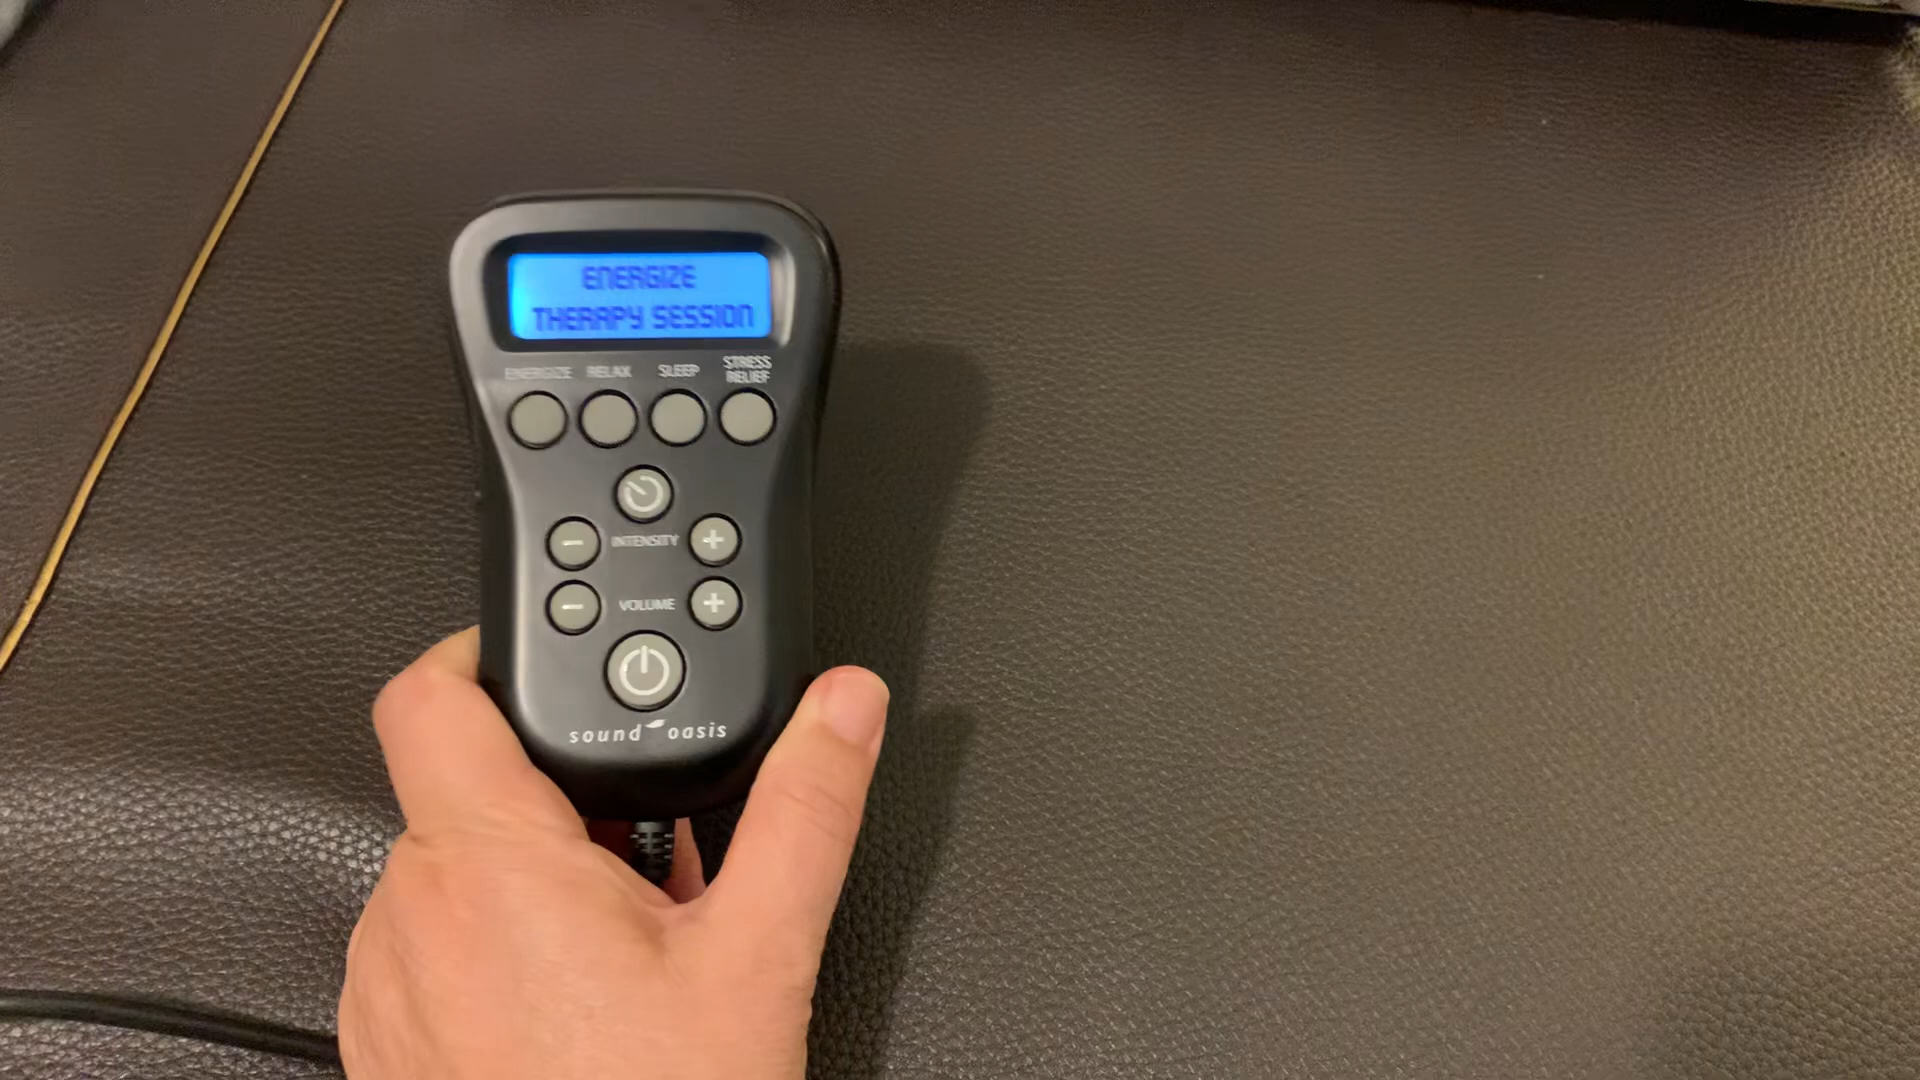 ENERGIZE
THERAPY SESSION
ENERGIZE RELAX SLEEP STRESS RELIEF
INTENSITY
VOLUME
sound oasis